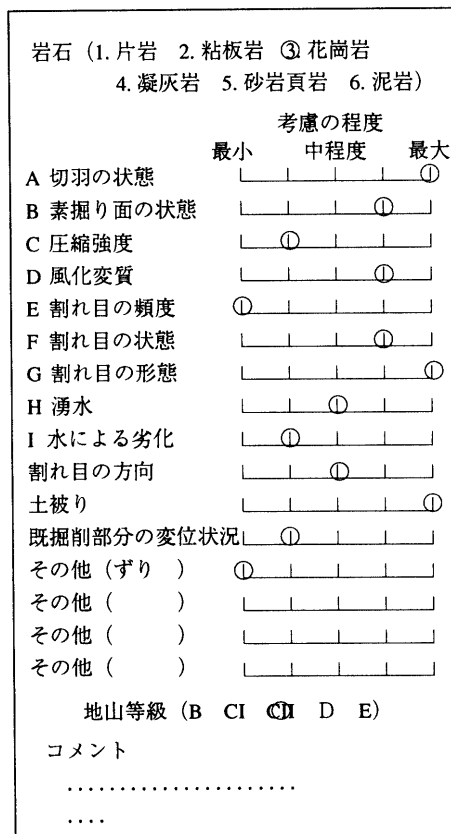 岩石（1. 片岩 2. 粘板岩 ③. 花崗岩
4. 凝灰岩 5. 砂岩頁岩 6. 泥岩）
考慮の程度
最小 中程度 最大
A 切羽の状態
B 素掘り面の状態
C 圧縮強度
D 風化変質
E 割れ目の頻度
F 割れ目の状態
G 割れ目の形態
H 湧水
I 水による劣化
割れ目の方向
土被り
既掘削部分の変位状況
その他（ずり ）
その他（ ）
その他（ ）
その他（ ）
地山等級（B CI CII D E）
コメント
......................
....